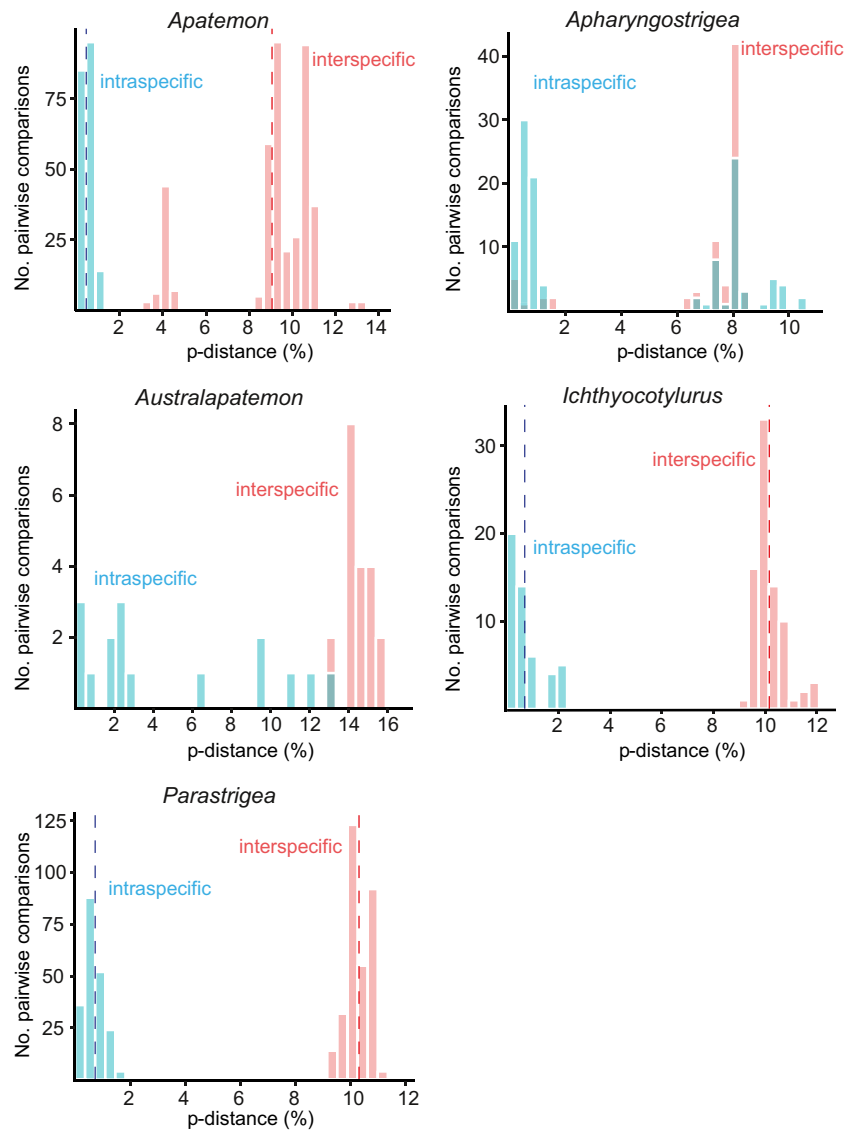 Apatemon
No. pairwise comparisons
75
50
25
intraspecific
interspecific
2 4 6 8 10 12 14
p-distance (%)
Apharyngostrigea
No. pairwise comparisons
40
30
20
10
intraspecific
interspecific
2 4 6 8 10
p-distance (%)
Australapatemon
No. pairwise comparisons
8
6
4
2
interspecific
intraspecific
2 4 6 8 10 12 14 16
p-distance (%)
Ichthyocotylurus
No. pairwise comparisons
30
20
10
interspecific
intraspecific
2 4 6 8 10 12
p-distance (%)
Parastrigea
No. pairwise comparisons
125
100
75
50
25
interspecific
intraspecific
2 4 6 8 10 12
p-distance (%)